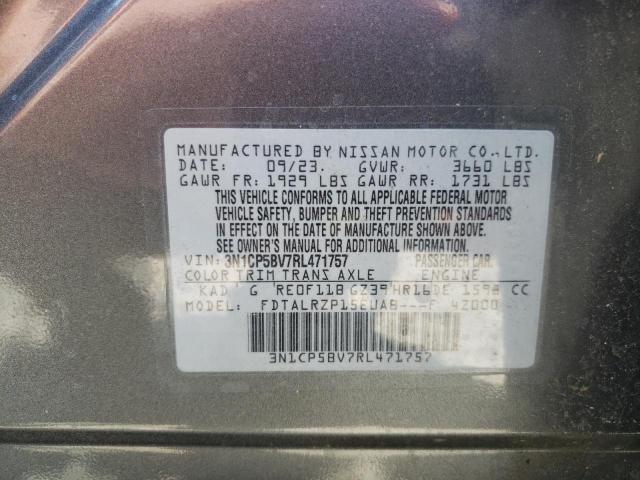 MANUFACTURED BY NISSAN MOTOR CO., LTD.
DATE: 09/23. GVWR: 3660 LBS
GAWR FR: 1929 LBS GAWR RR: 1731 LBS
THIS VEHICLE CONFORMS TO ALL APPLICABLE FEDERAL MOTOR
VEHICLE SAFETY, BUMPER AND THEFT PREVENTION STANDARDS
IN EFFECT ON THE DATE OF MANUFACTURE SHOWN ABOVE.
SEE OWNER'S MANUAL FOR ADDITIONAL INFORMATION
VIN: 3N1CP5BV7RL471757 PASSENGER CAR
COLOR TRIM TRANS AXLE ENGINE
KAD G RE0F11B GZ39 HR16DE 1598 CC
FDTALRZP15EUAB---F 42000
3N1CP5BV7RL471757